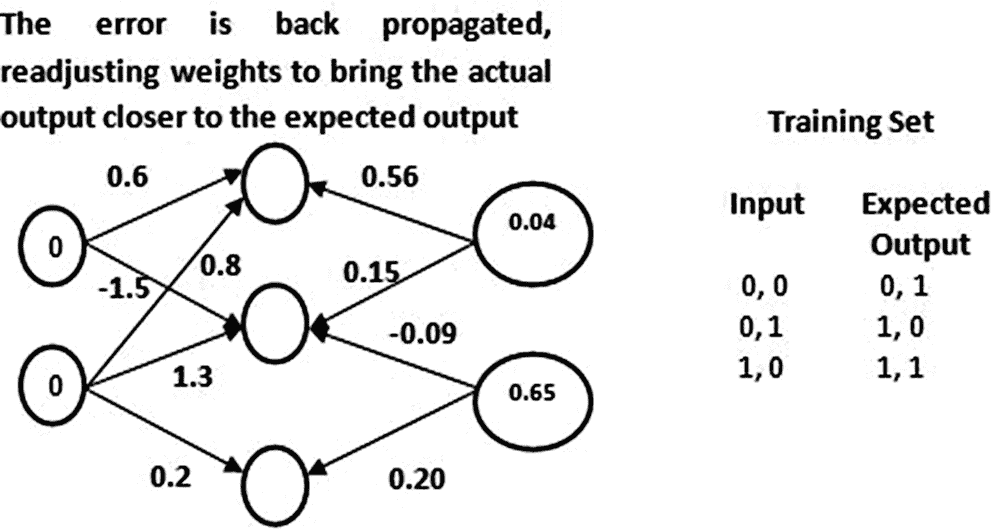 The error is back propagated,
readjusting weights to bring the actual
output closer to the expected output
Training Set
0.6
0.56
0.04
0
0.8
0.15
-1.5
-0.09
0
1.3
0.65
0.2
0.20
Input Expected
Output
0, 0 0, 1
0,1 1, 0
1, 0 1, 1